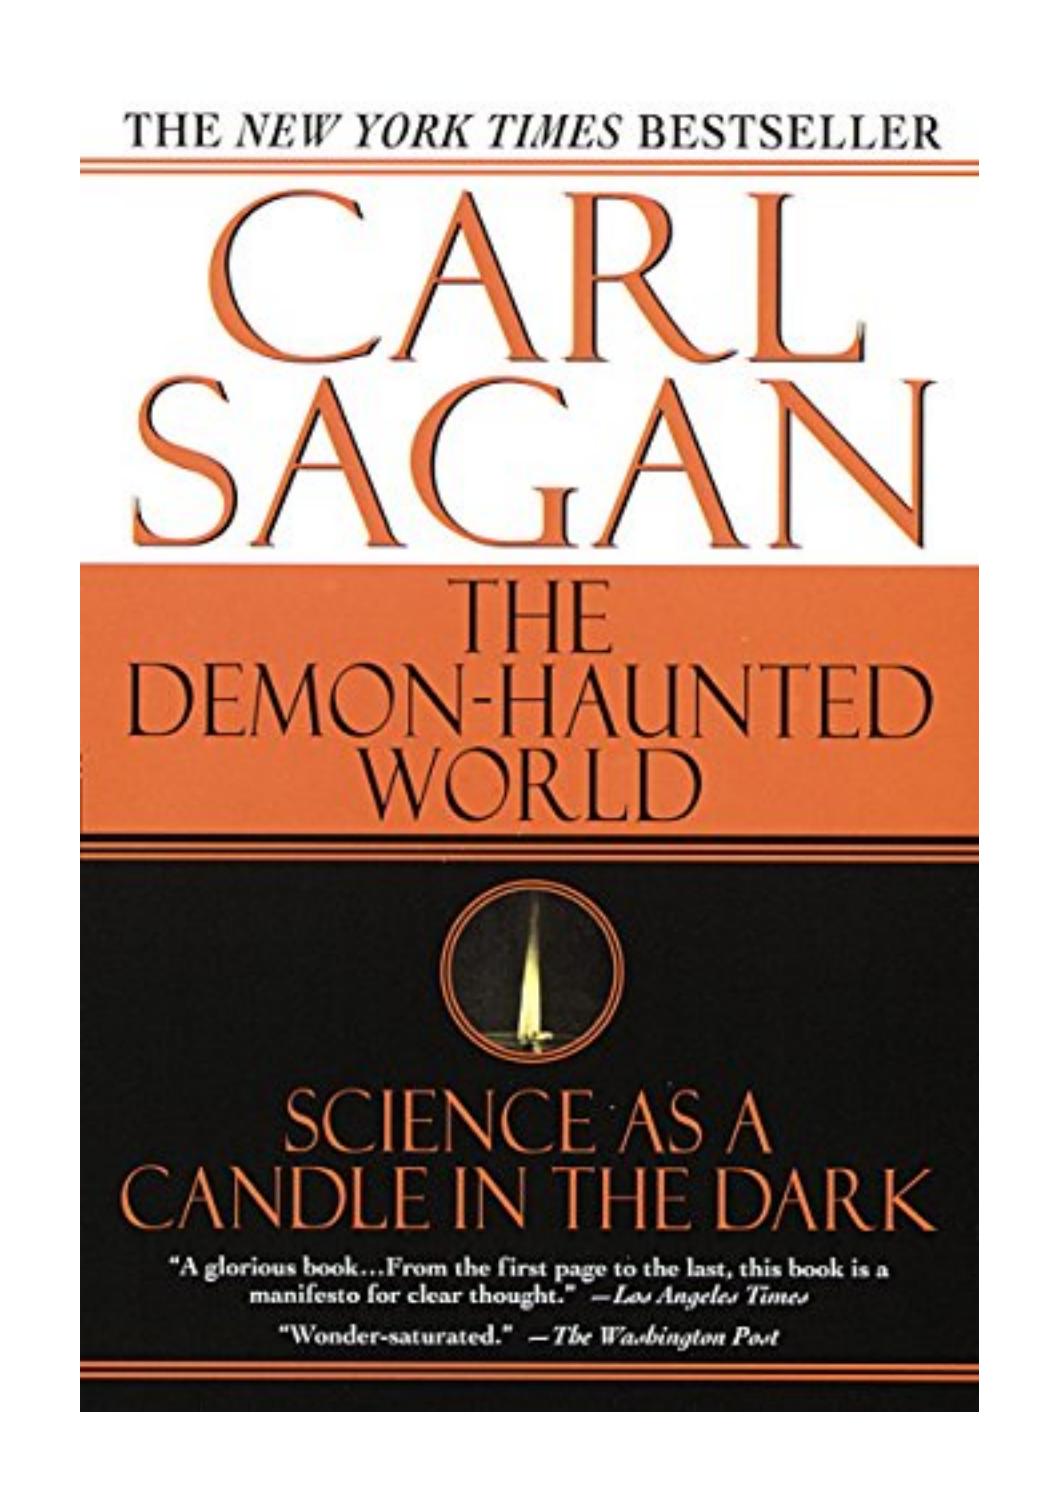 THE NEW YORK TIMES BESTSELLER
CARL
SAGAN
THE
DEMON-HAUNTED
WORLD
SCIENCE AS A
CANDLE IN THE DARK
"A glorious book...From the first page to the last, this book is a
manifesto for clear thought." —Los Angeles Times
"Wonder-saturated." —The Washington Post